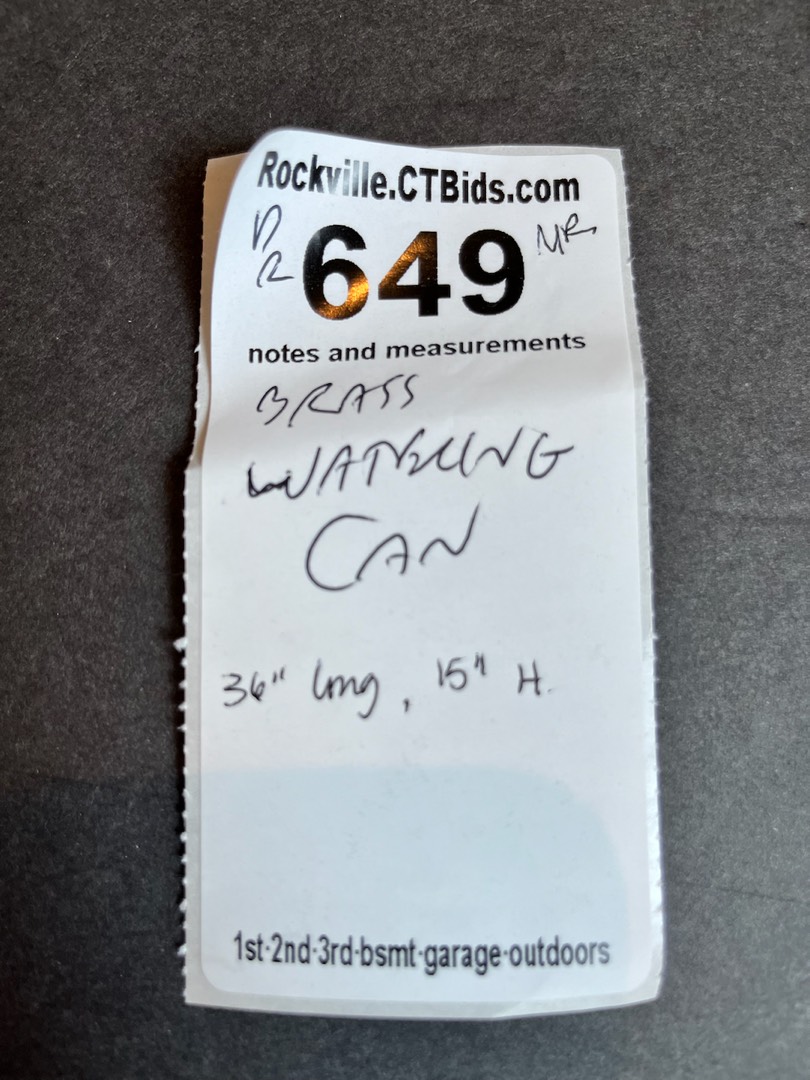 Rockville.CTBids.com
DR 649 MR
notes and measurements
BRASS
WATERING
CAN
36" long, 15" H.
1st·2nd·3rd·bsmt·garage·outdoors